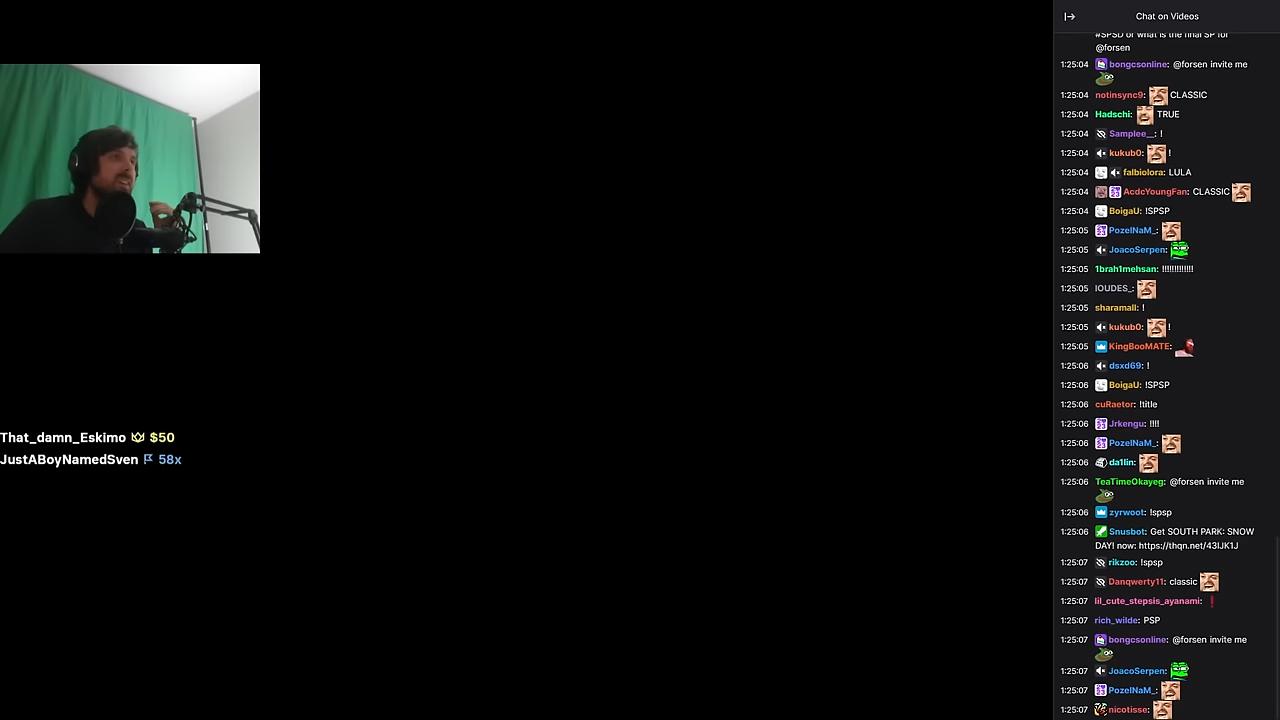 Chat on Videos
#SPSD or what is the final SP for
@forsen
1:25:04 bongcsonline: @forsen invite me
1:25:04 notinsync9: CLASSIC
1:25:04 Hadschi: TRUE
1:25:04 Samplee__: !
1:25:04 kukub0: !
1:25:04 falbiolora: LULA
1:25:04 AcdcYoungFan: CLASSIC
1:25:04 BoigaU: !SPSP
1:25:05 PozelNaM_:
1:25:05 JoacoSerpen:
1:25:05 1brah1mehsan: !!!!!!!!!!!!!
1:25:05 IOUDES_:
1:25:05 sharamall: !
1:25:05 kukub0: !
1:25:05 KingBooMATE:
1:25:06 dsxd69: !
1:25:06 BoigaU: !SPSP
1:25:06 cuRaetor: !title
1:25:06 Jrkengu: !!!!
1:25:06 PozelNaM_:
1:25:06 da1lin:
1:25:06 TeaTimeOkayeg: @forsen invite me
1:25:06 zyrwoot: !spsp
1:25:06 Snusbot: Get SOUTH PARK: SNOW
DAY! now: https://thqn.net/43IJK1J
1:25:07 rikzoo: !spsp
1:25:07 Danqwerty11: classic
1:25:07 lil_cute_stepsis_ayanami:
1:25:07 rich_wilde: PSP
1:25:07 bongcsonline: @forsen invite me
1:25:07 JoacoSerpen:
1:25:07 PozelNaM_:
1:25:07 nicotisse:
That_damn_Eskimo $50
JustABoyNamedSven 58x